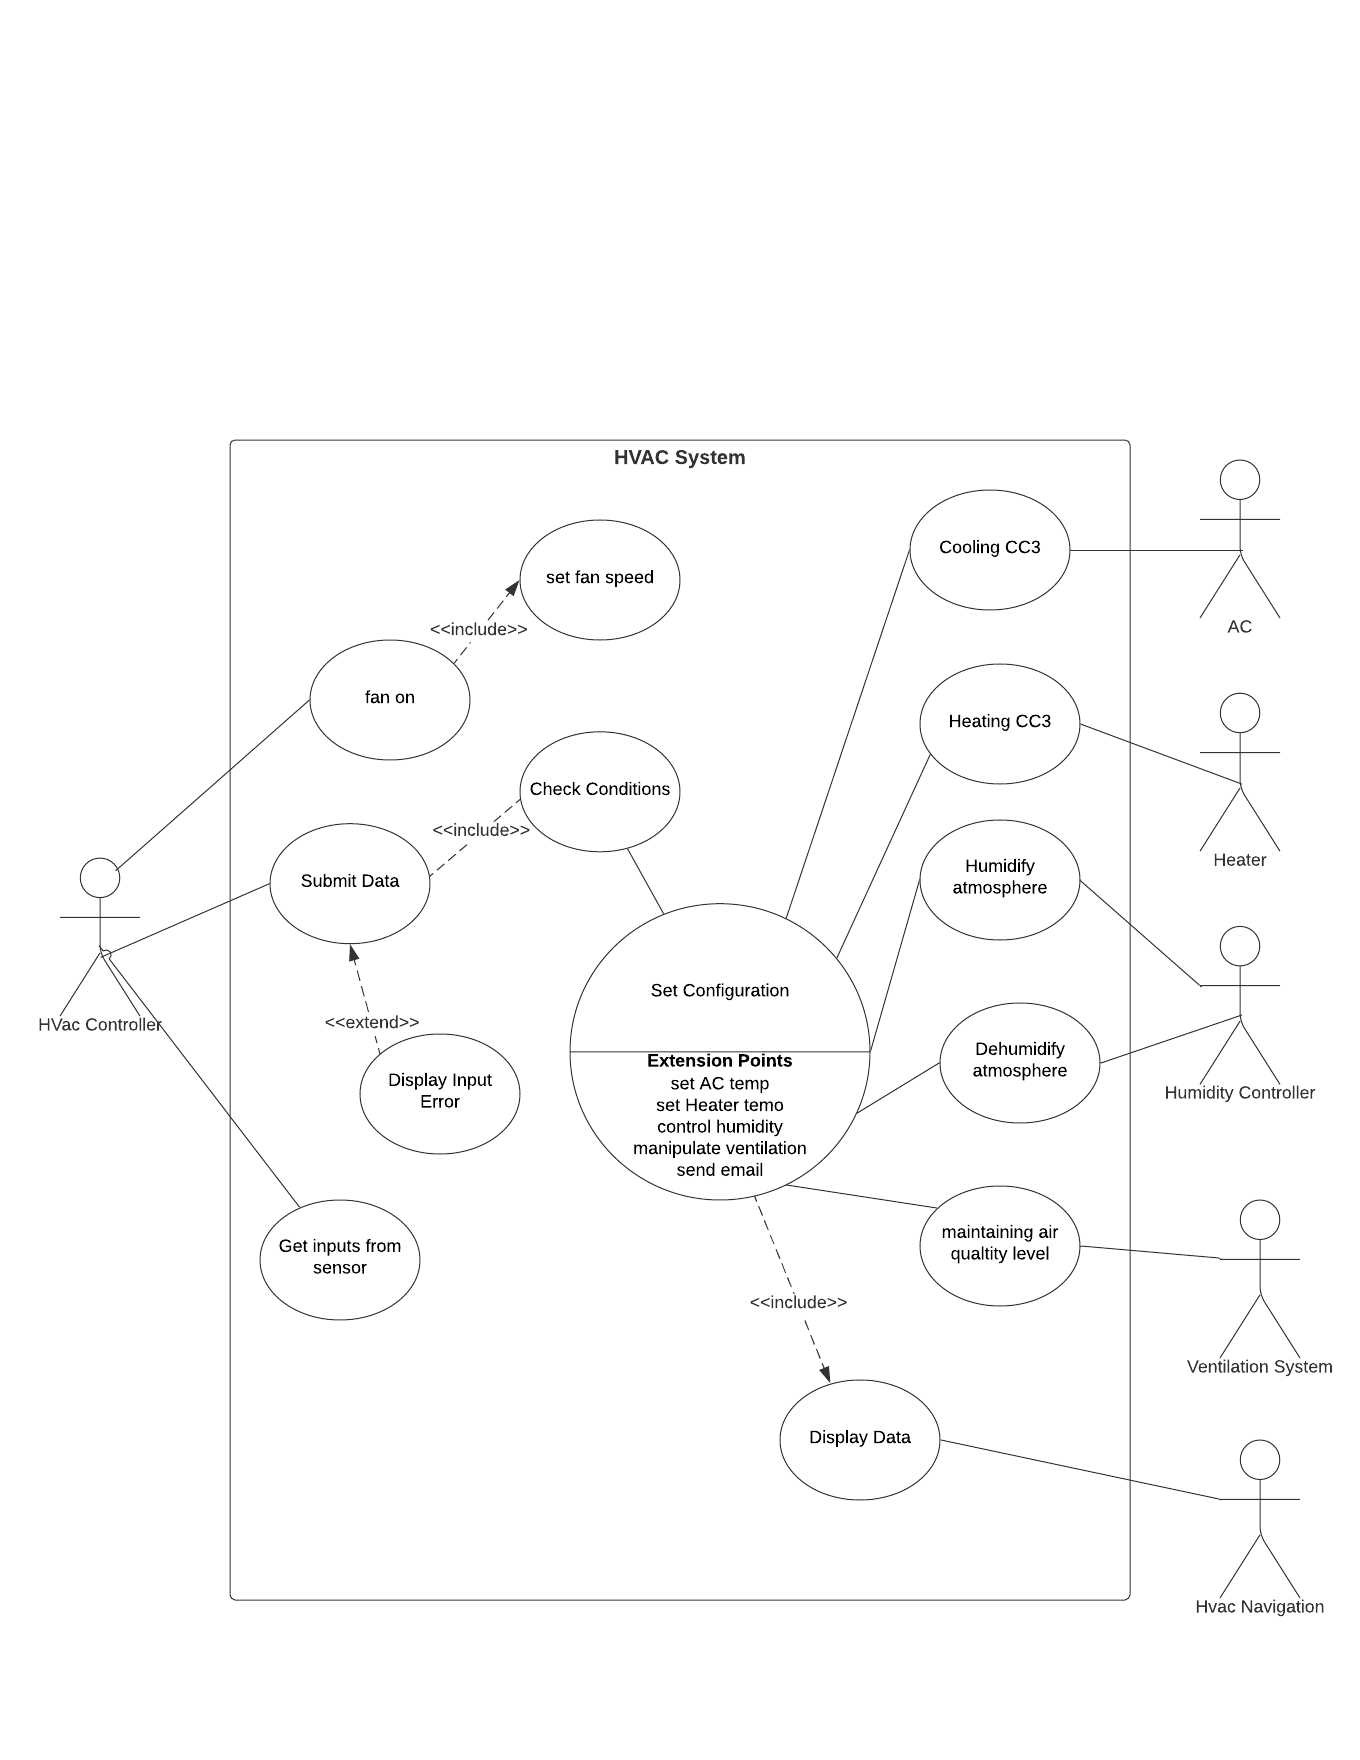 HVAC System
set fan speed
Cooling CC3
<<include>>
AC
fan on
Heating CC3
Check Conditions
<<include>>
Heater
Submit Data
Humidify
atmosphere
Set Configuration
<<extend>>
HVac Controller
Dehumidify
atmosphere
Extension Points
set AC temp
set Heater temo
control humidity
manipulate ventilation
send email
Display Input
Error
Humidity Controller
Get inputs from
sensor
maintaining air
qualtity level
<<include>>
Ventilation System
Display Data
Hvac Navigation